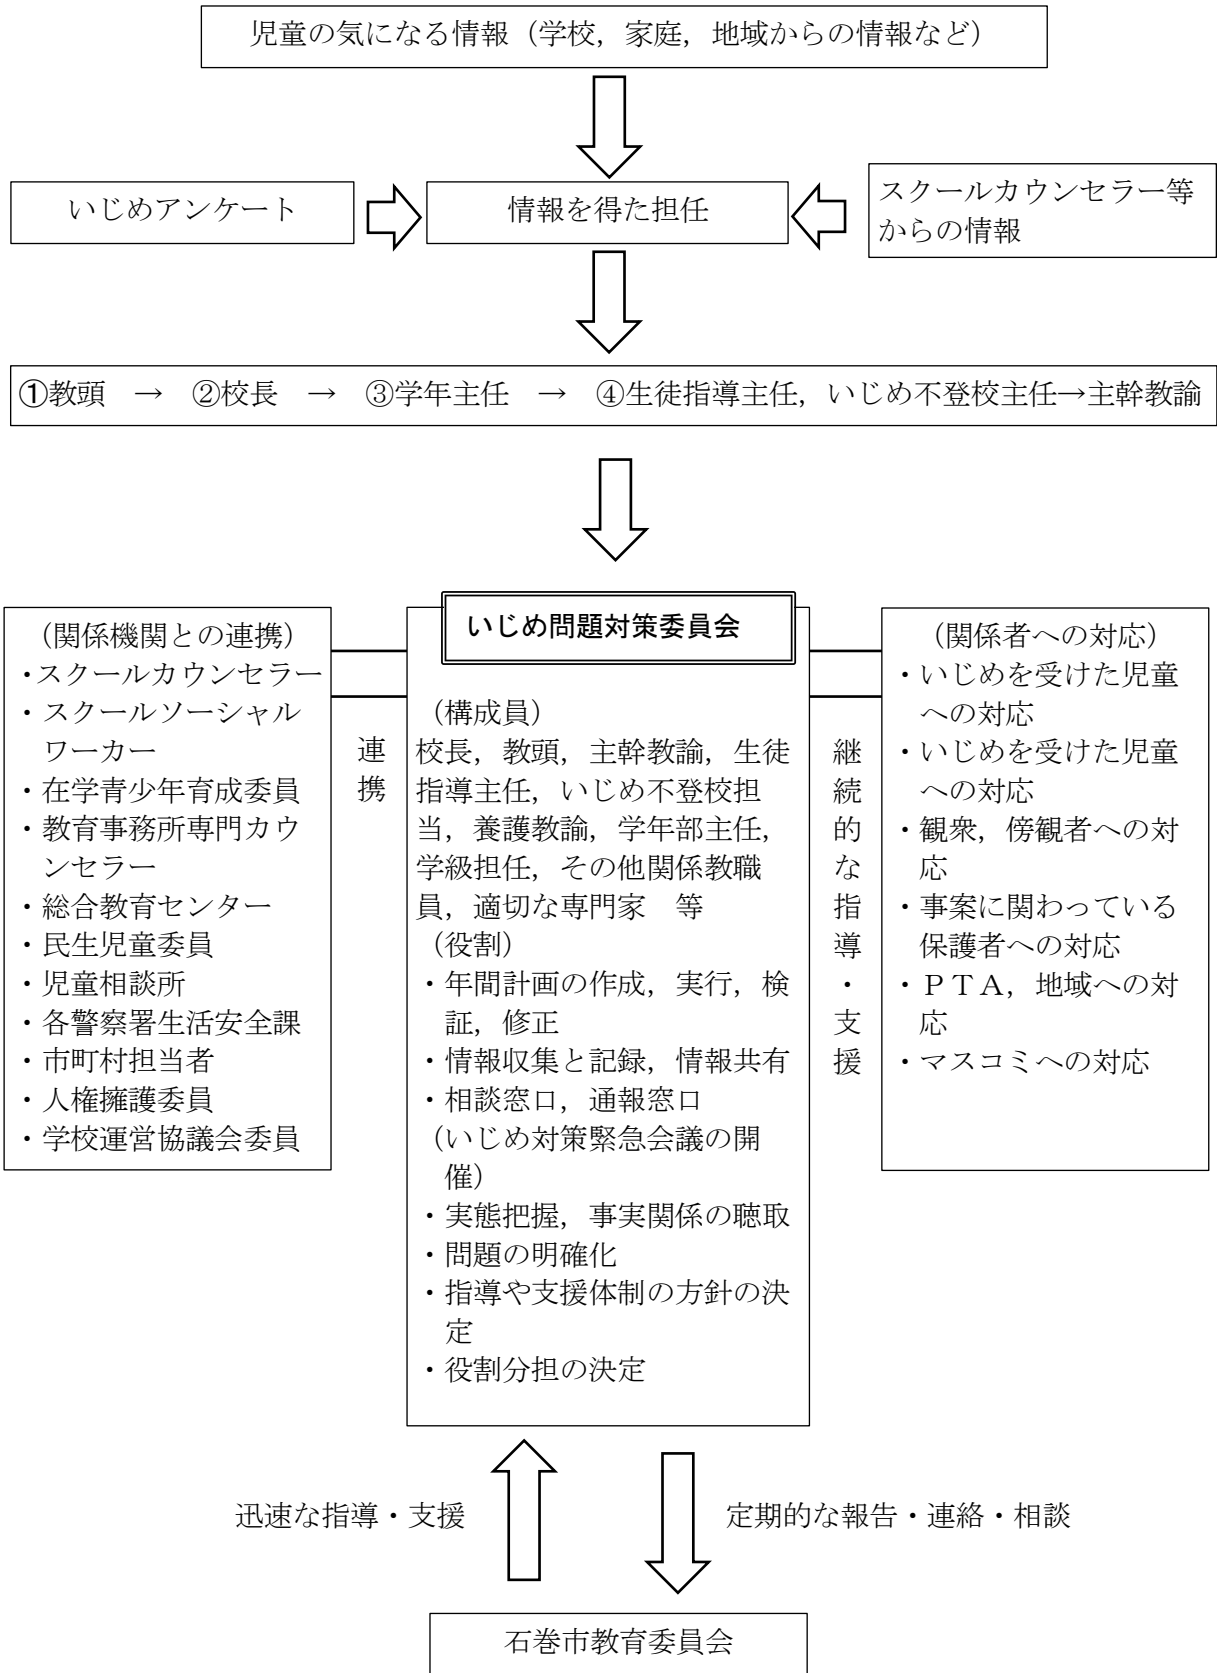 児童の気になる情報（学校，家庭，地域からの情報など）
いじめアンケート
情報を得た担任
スクールカウンセラー等
からの情報
①教頭　→　②校長　→　③学年主任　→　④生徒指導主任，いじめ不登校主任→主幹教諭
（関係機関との連携）
・スクールカウンセラー
・スクールソーシャル
ワーカー
・在学青少年育成委員
・教育事務所専門カウ
ンセラー
・総合教育センター
・民生児童委員
・児童相談所
・各警察署生活安全課
・市町村担当者
・人権擁護委員
・学校運営協議会委員
連携
いじめ問題対策委員会
（構成員）
校長，教頭，主幹教諭，生徒
指導主任，いじめ不登校担
当，養護教諭，学年部主任，
学級担任，その他関係教職
員，適切な専門家　等
（役割）
・年間計画の作成，実行，検
証，修正
・情報収集と記録，情報共有
・相談窓口，通報窓口
（いじめ対策緊急会議の開
催）
・実態把握，事実関係の聴取
・問題の明確化
・指導や支援体制の方針の決
定
・役割分担の決定
継続的な指導・支援
（関係者への対応）
・いじめを受けた児童
への対応
・いじめを受けた児童
への対応
・観衆，傍観者への対
応
・事案に関わっている
保護者への対応
・ＰＴＡ，地域への対
応
・マスコミへの対応
迅速な指導・支援
定期的な報告・連絡・相談
石巻市教育委員会